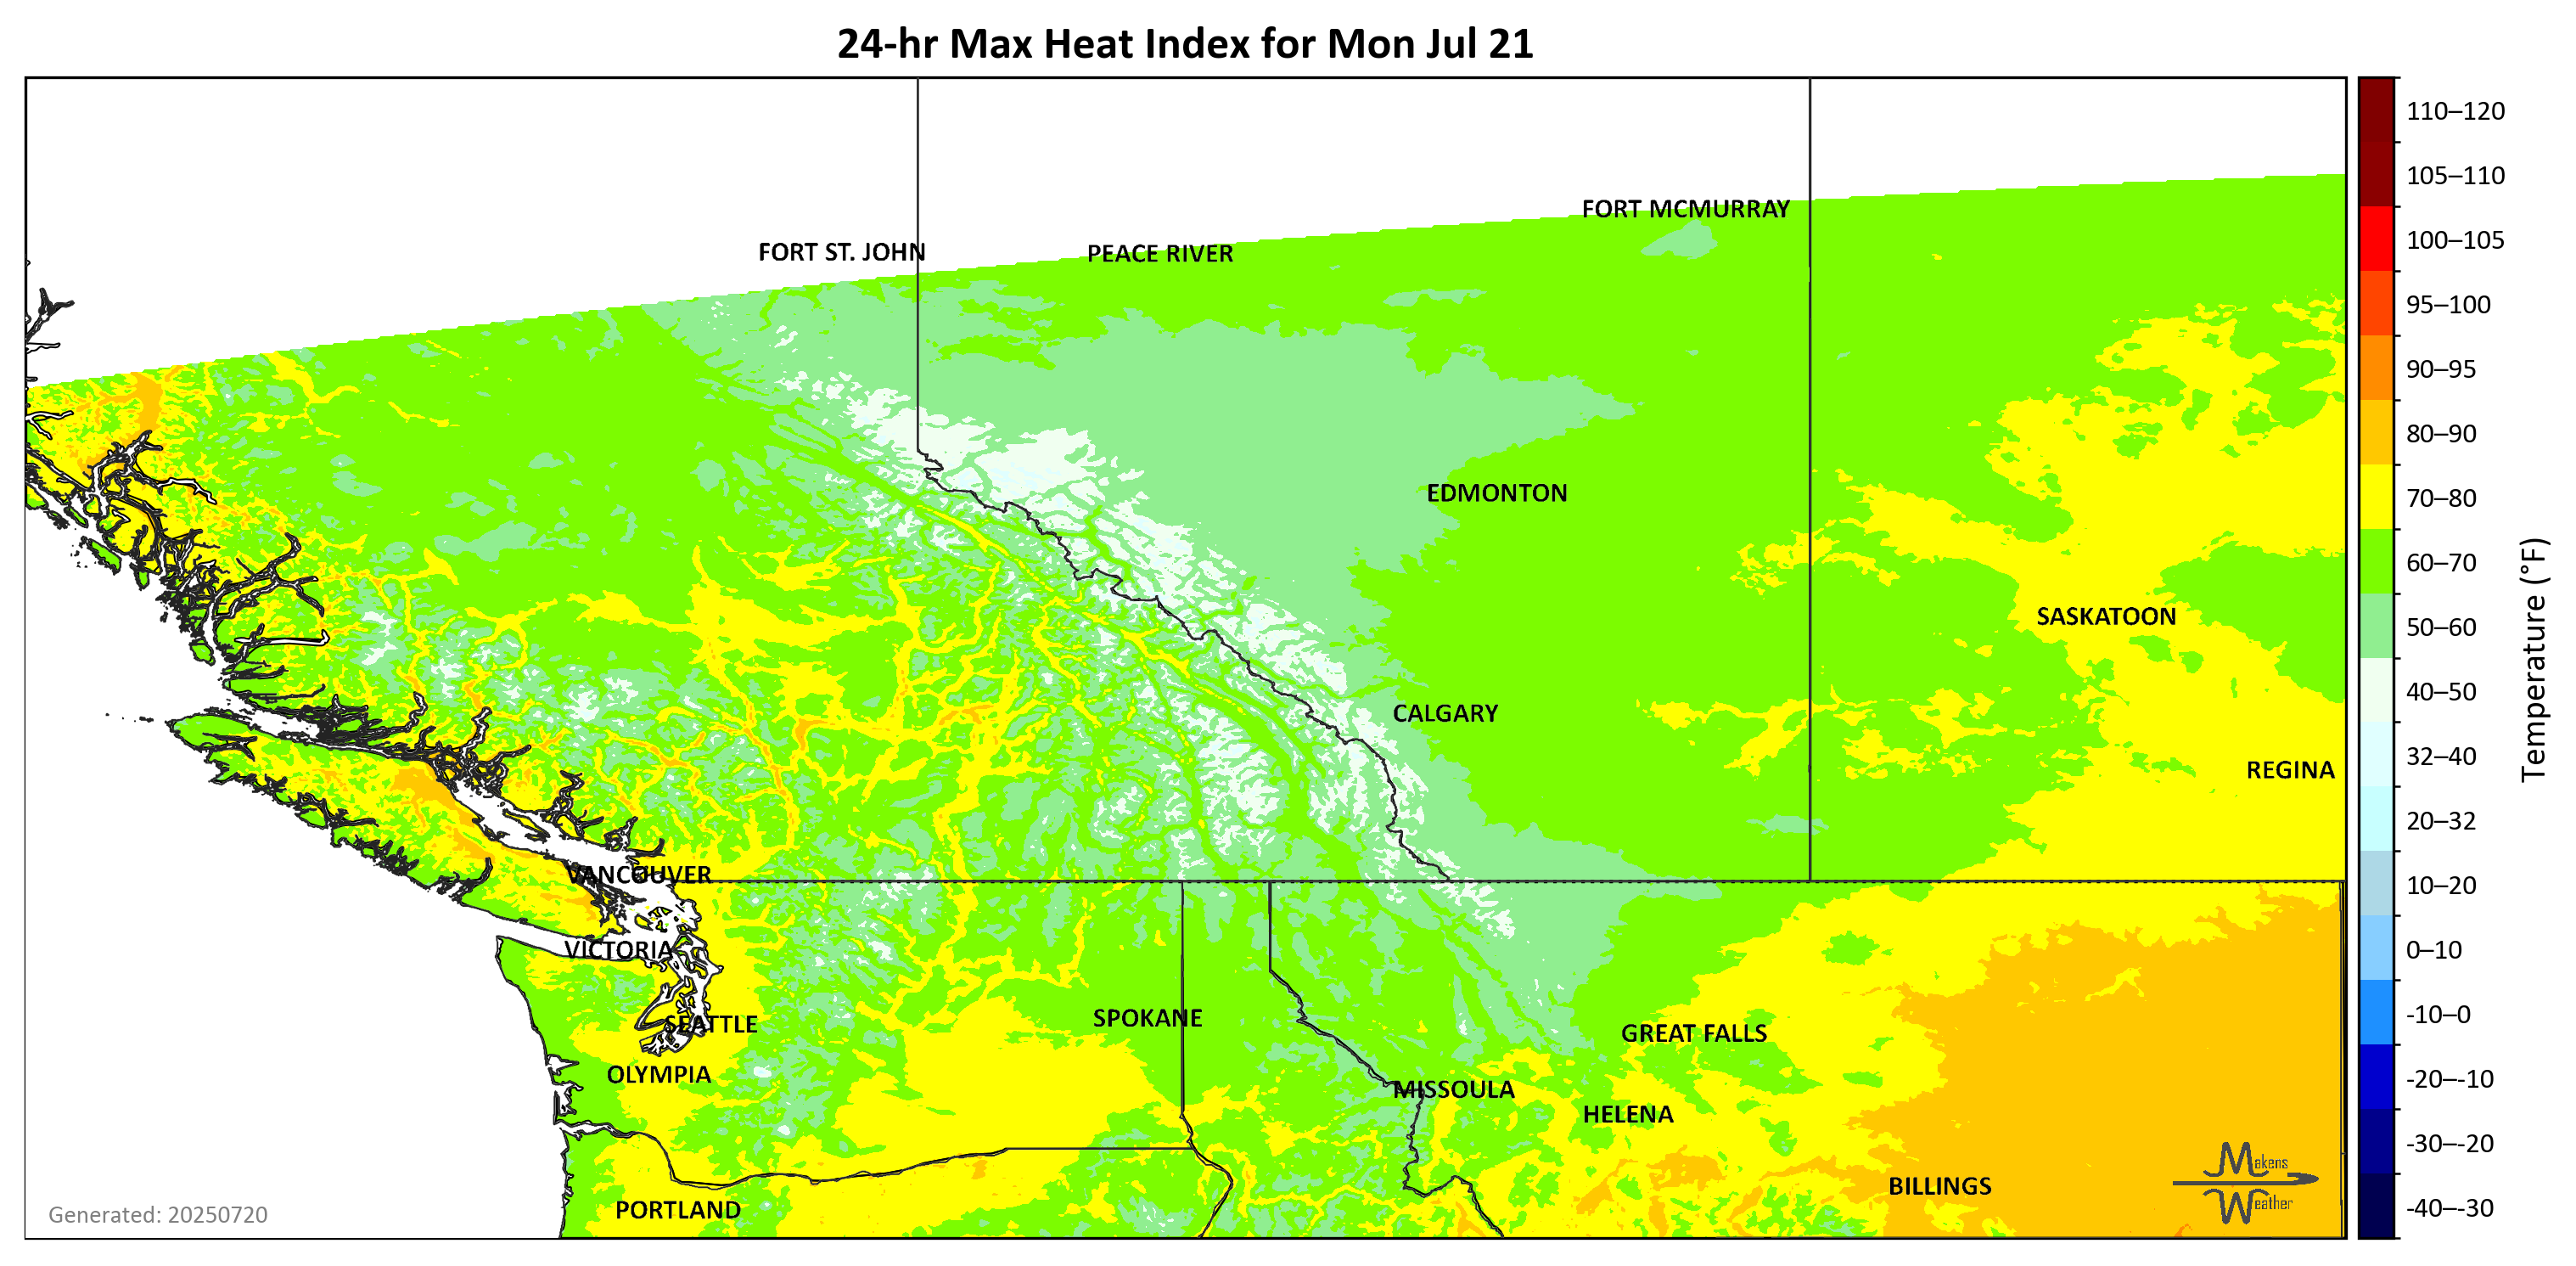 24-hr Max Heat Index for Mon Jul 21
FORT MCMURRAY
FORT ST. JOHN
PEACE RIVER
EDMONTON
SASKATOON
CALGARY
REGINA
VANCOUVER
VICTORIA
SEATTLE
SPOKANE
GREAT FALLS
OLYMPIA
MISSOULA
HELENA
BILLINGS
PORTLAND
Makens
Weather
Generated: 20250720
110–120
105–110
100–105
95–100
90–95
80–90
70–80
60–70
50–60
40–50
32–40
20–32
10–20
0–10
-10–0
-20–-10
-30–-20
-40–-30
Temperature (°F)